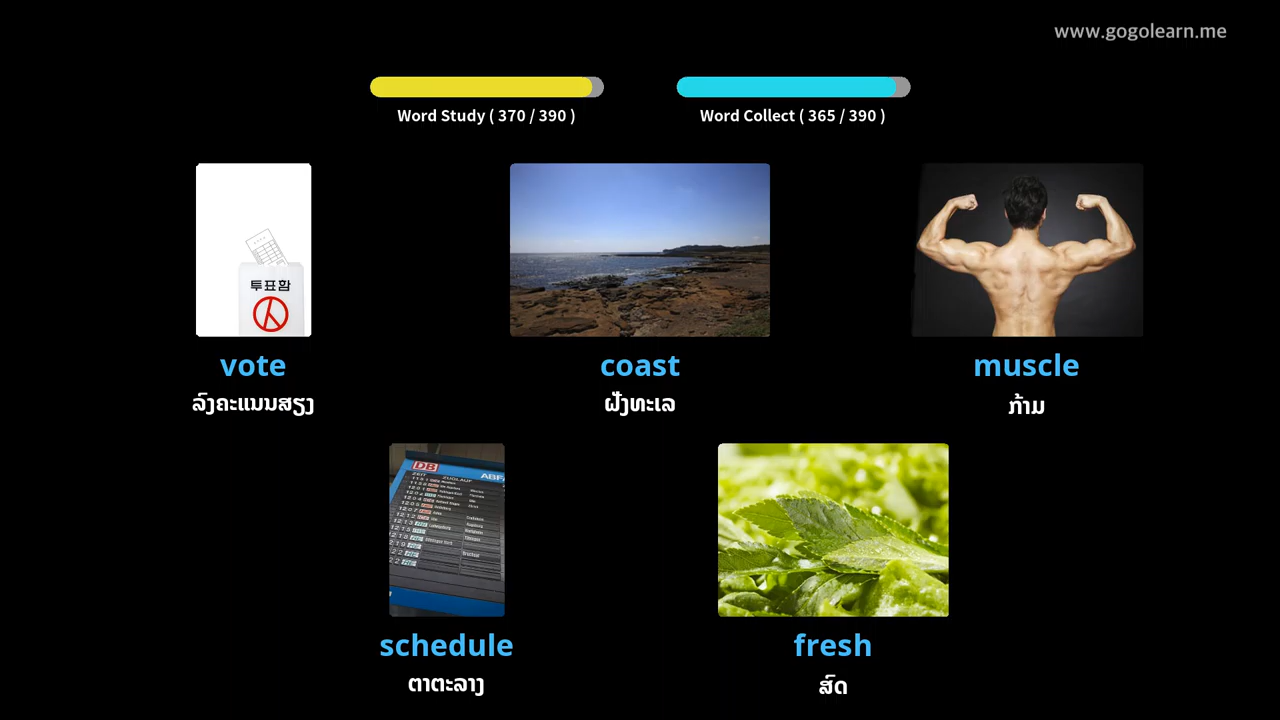 www.gogolearn.me
Word Study ( 370 / 390 )
Word Collect ( 365 / 390 )
투표함
vote
ລົງຄະແນນສຽງ
coast
ຝັ່ງທະເລ
muscle
ກ້າມ
DB
ZEIT ZUGLAUF
schedule
ຕາຕະລາງ
fresh
ສົດ